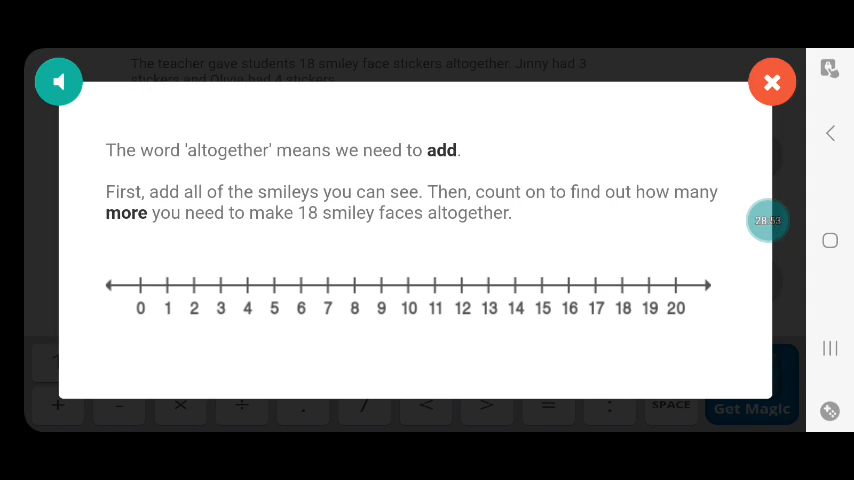 The teacher gave students 18 smiley face stickers altogether. Jinny had 3
stickers and Olivia had 4 stickers.
The word 'altogether' means we need to add.
First, add all of the smileys you can see. Then, count on to find out how many
more you need to make 18 smiley faces altogether.
28:53
0 1 2 3 4 5 6 7 8 9 10 11 12 13 14 15 16 17 18 19 20
+ - × ÷ . / < > = : SPACE Get Magic